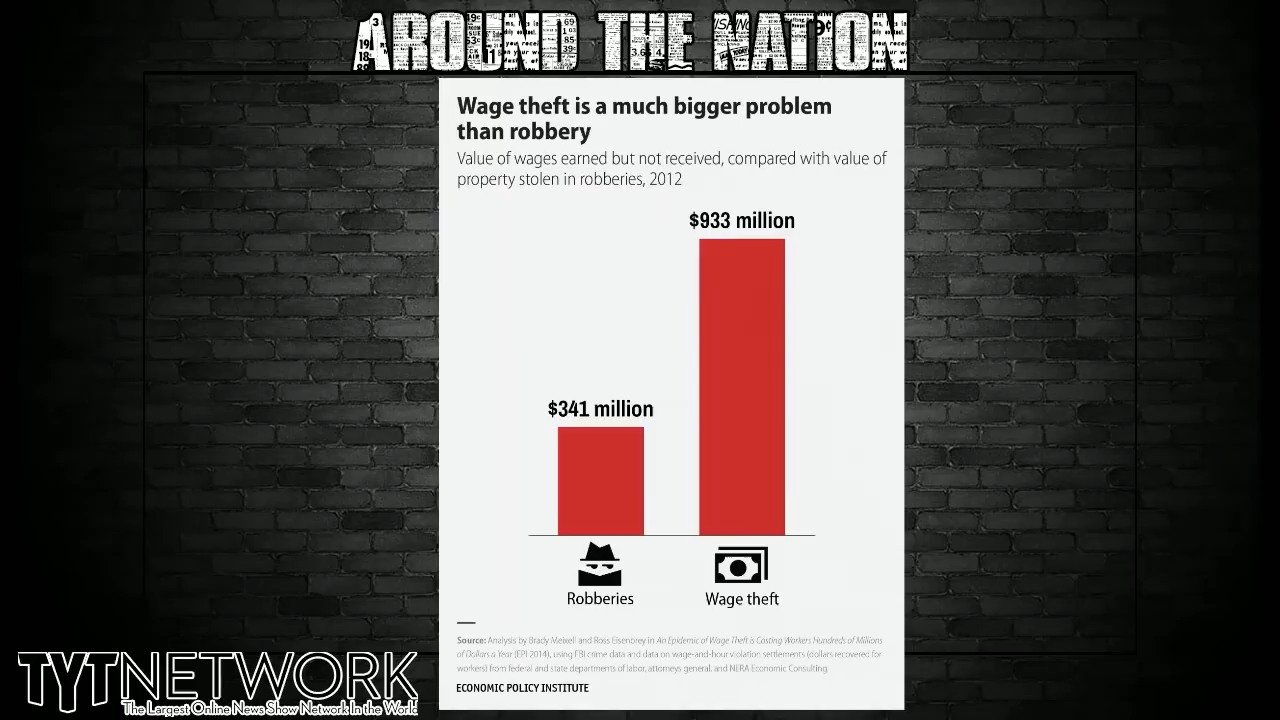 AROUND THE NATION
Wage theft is a much bigger problem
than robbery
Value of wages earned but not received, compared with value of
property stolen in robberies, 2012
$933 million
$341 million
Robberies
Wage theft
Source: Analysis by Brady Meixell and Ross Eisenbrey in An Epidemic of Wage Theft is Costing Workers Hundreds of Millions
of Dollars a Year (EPI 2014), using FBI crime data and data on wage-and-hour violation settlements (dollars recovered for
workers) from federal and state departments of labor, attorneys general, and NERA Economic Consulting.
ECONOMIC POLICY INSTITUTE
TYTNETWORK
The Largest Online News Show Network In the World